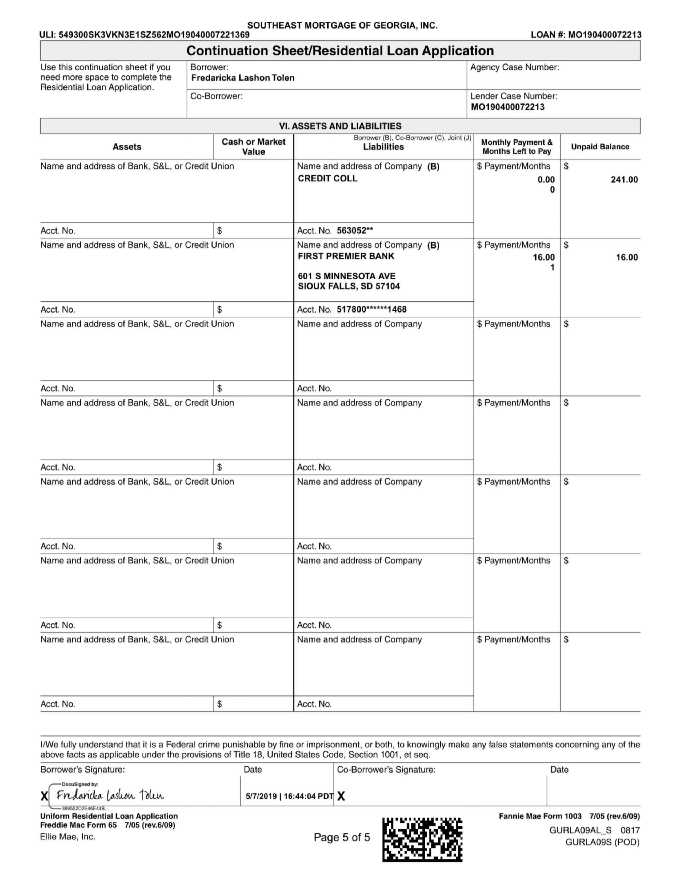 SOUTHEAST MORTGAGE OF GEORGIA, INC.
ULI: 549300SK3VKN3E1SZ562MO19040007221369 LOAN #: MO190400072213
Continuation Sheet/Residential Loan Application
Use this continuation sheet if you
need more space to complete the
Residential Loan Application.
Borrower:
Fredaricka Lashon Tolen
Agency Case Number:
Co-Borrower:
Lender Case Number:
MO190400072213
VI. ASSETS AND LIABILITIES
Assets
Cash or Market
Value
Borrower (B), Co-Borrower (C), Joint (J)
Liabilities
Monthly Payment &
Months Left to Pay
Unpaid Balance
Name and address of Bank, S&L, or Credit Union Name and address of Company (B) $ Payment/Months $
CREDIT COLL 0.00 241.00
0
Acct. No. $ Acct. No. 563052**
Name and address of Bank, S&L, or Credit Union Name and address of Company (B) $ Payment/Months $
FIRST PREMIER BANK 16.00 16.00
1
601 S MINNESOTA AVE
SIOUX FALLS, SD 57104
Acct. No. $ Acct. No. 517800******1468
Name and address of Bank, S&L, or Credit Union Name and address of Company $ Payment/Months $
Acct. No. $ Acct. No.
Name and address of Bank, S&L, or Credit Union Name and address of Company $ Payment/Months $
Acct. No. $ Acct. No.
Name and address of Bank, S&L, or Credit Union Name and address of Company $ Payment/Months $
Acct. No. $ Acct. No.
Name and address of Bank, S&L, or Credit Union Name and address of Company $ Payment/Months $
Acct. No. $ Acct. No.
Name and address of Bank, S&L, or Credit Union Name and address of Company $ Payment/Months $
Acct. No. $ Acct. No.
I/We fully understand that it is a Federal crime punishable by fine or imprisonment, or both, to knowingly make any false statements concerning any of the
above facts as applicable under the provisions of Title 18, United States Code, Section 1001, et seq.
Borrower's Signature: Date Co-Borrower's Signature: Date
DocuSigned by:
X Fredaricka Lashon Tolen 5/7/2019 | 16:44:04 PDT X
Uniform Residential Loan Application
Freddie Mac Form 65 7/05 (rev.6/09)
Ellie Mae, Inc.
Page 5 of 5
Fannie Mae Form 1003 7/05 (rev.6/09)
GURLA09AL_S 0817
GURLA09S (POD)